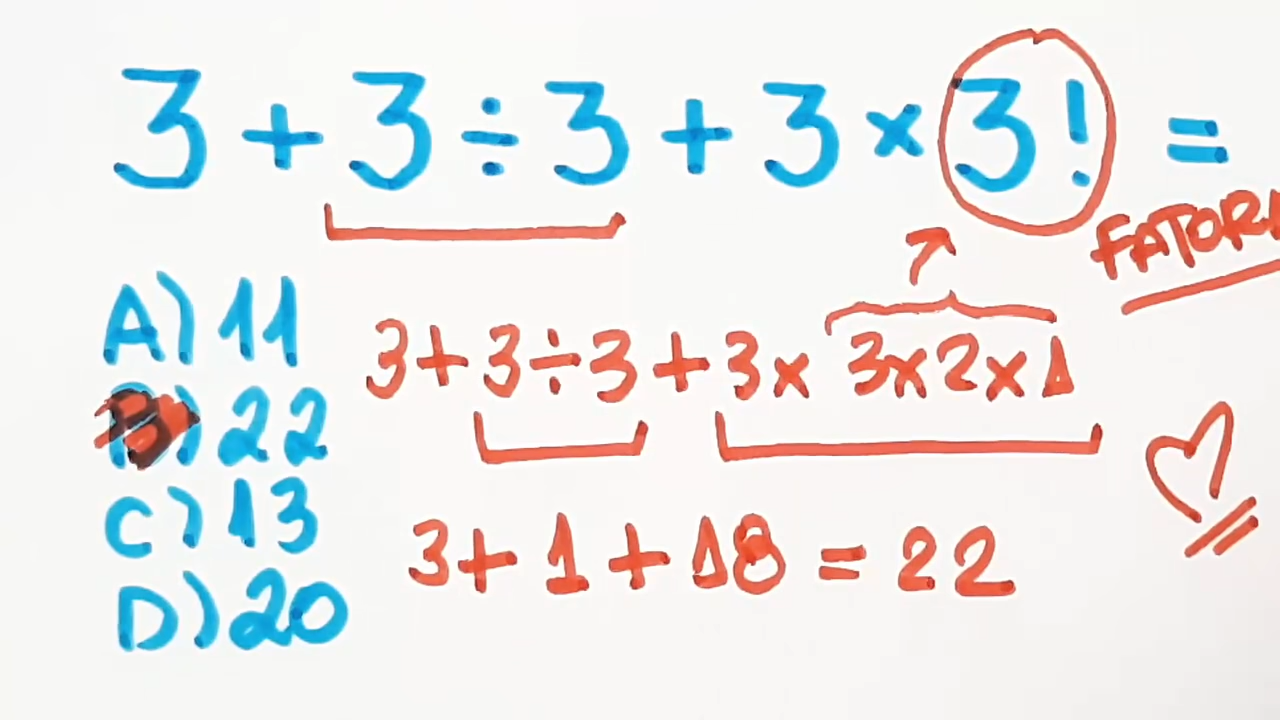 3 + 3 ÷ 3 + 3 × 3! =
A) 11
3 + 3 ÷ 3 + 3 x 3 x 2 x 1
B) 22
C) 13
3 + 1 + 18 = 22
D) 20